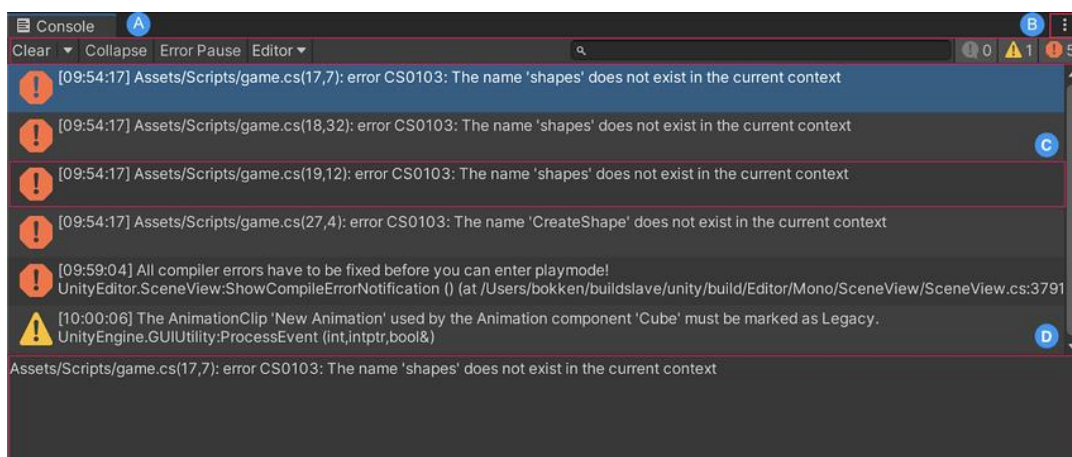 Console A B
Clear Collapse Error Pause Editor 0 1 5
[09:54:17] Assets/Scripts/game.cs(17,7): error CS0103: The name 'shapes' does not exist in the current context
[09:54:17] Assets/Scripts/game.cs(18,32): error CS0103: The name 'shapes' does not exist in the current context
C
[09:54:17] Assets/Scripts/game.cs(19,12): error CS0103: The name 'shapes' does not exist in the current context
[09:54:17] Assets/Scripts/game.cs(27,4): error CS0103: The name 'CreateShape' does not exist in the current context
[09:59:04] All compiler errors have to be fixed before you can enter playmode!
UnityEditor.SceneView:ShowCompileErrorNotification () (at /Users/bokken/buildslave/unity/build/Editor/Mono/SceneView/SceneView.cs:3791
[10:00:06] The AnimationClip 'New Animation' used by the Animation component 'Cube' must be marked as Legacy.
UnityEngine.GUIUtility:ProcessEvent (int,intptr,bool&)
D
Assets/Scripts/game.cs(17,7): error CS0103: The name 'shapes' does not exist in the current context